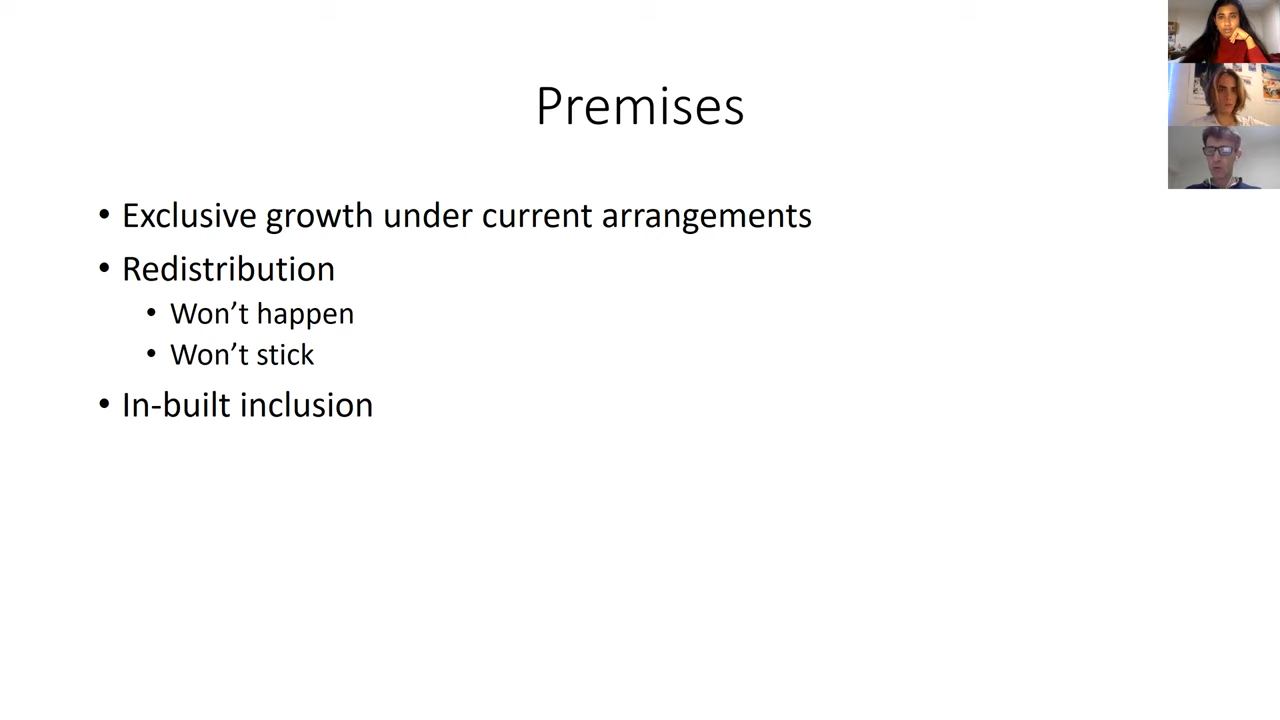 Premises
• Exclusive growth under current arrangements
• Redistribution
• Won’t happen
• Won’t stick
• In-built inclusion